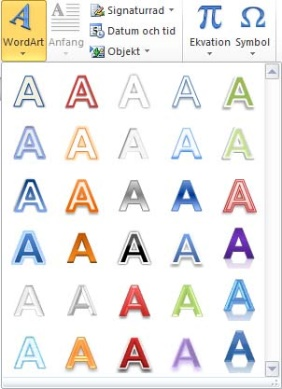 WordArt
Anfang
Signaturrad
Datum och tid
Objekt
Ekvation
Symbol
π
Ω
A A A A A
A A A A A
A A A A A
A A A A A
A A A A A
A A A A A